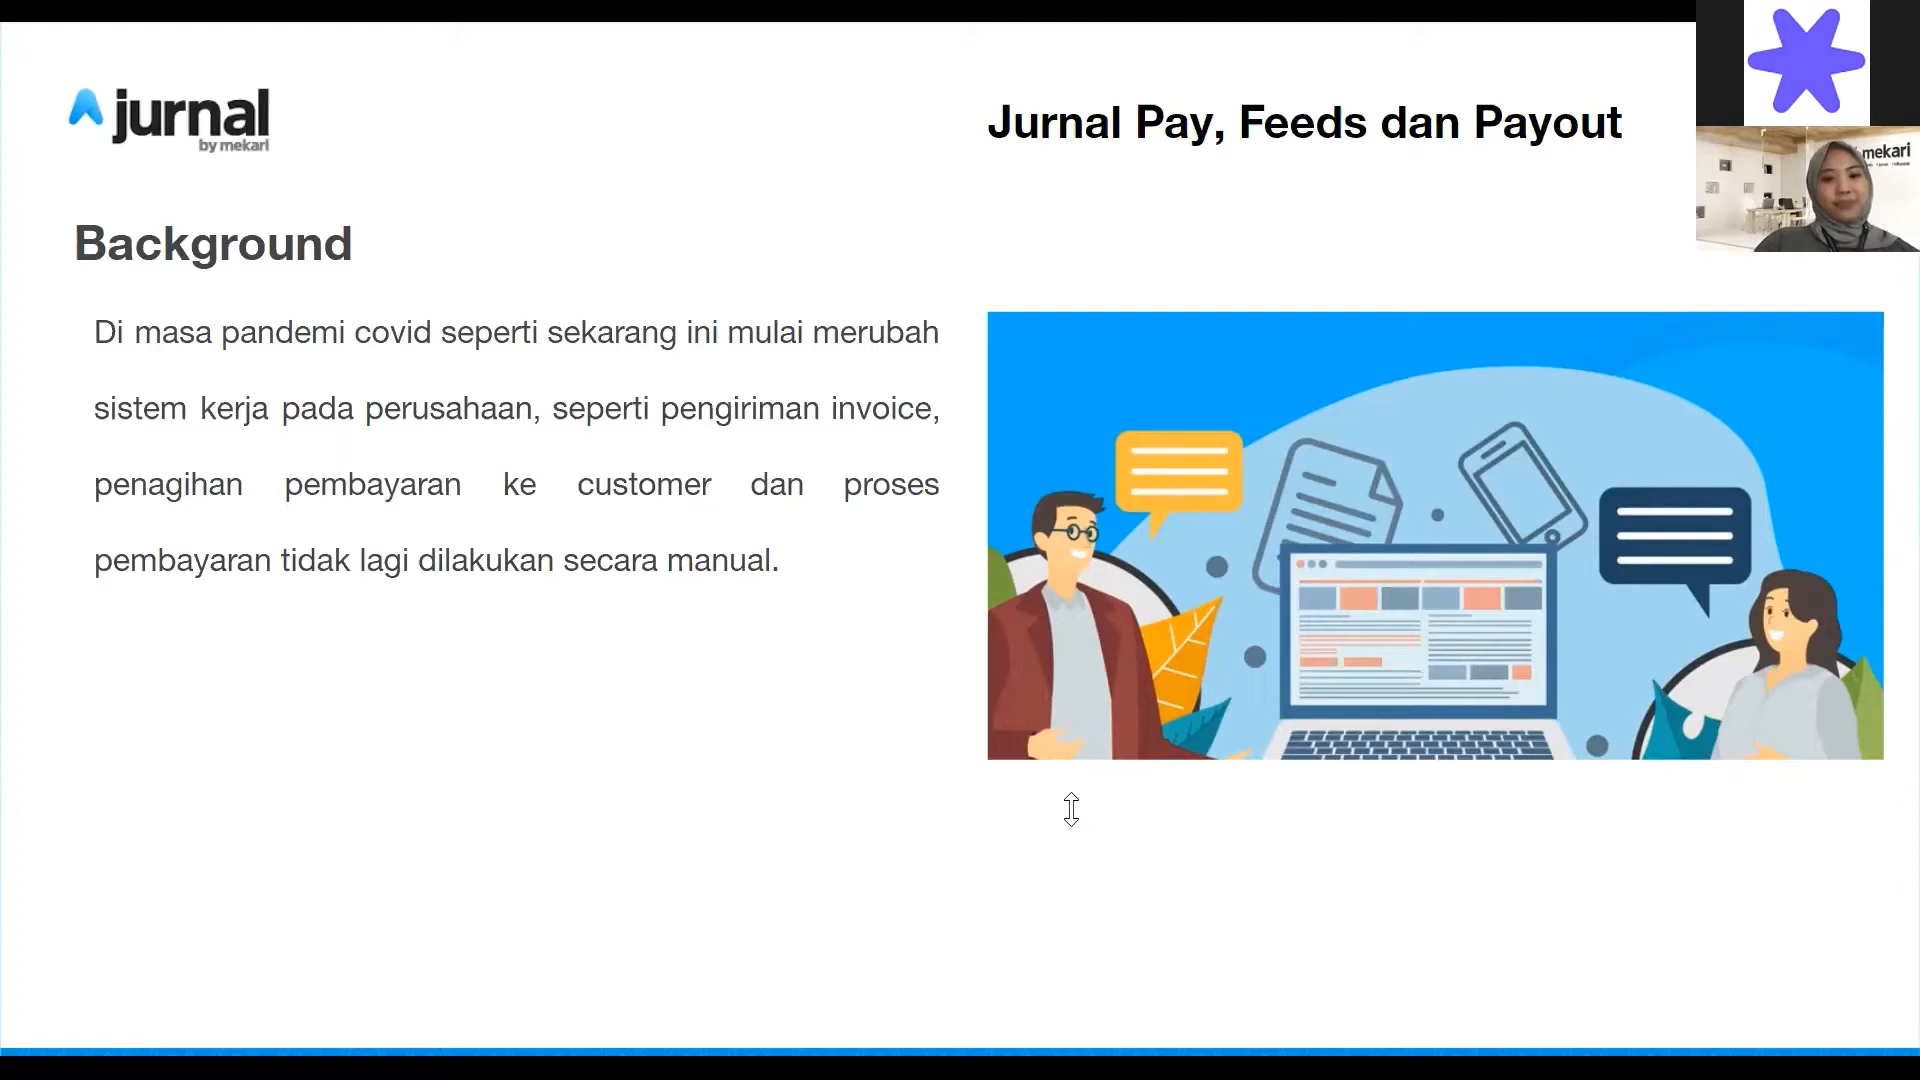 jurnal
by mekari
Jurnal Pay, Feeds dan Payout
mekari
Background
Di masa pandemi covid seperti sekarang ini mulai merubah
sistem kerja pada perusahaan, seperti pengiriman invoice,
penagihan pembayaran ke customer dan proses
pembayaran tidak lagi dilakukan secara manual.